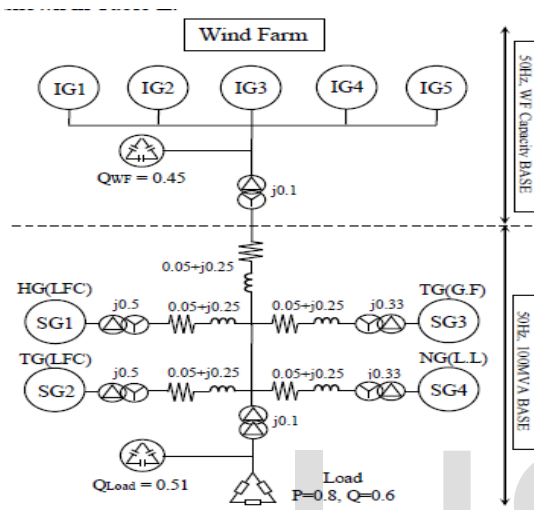 Wind Farm
IG1 IG2 IG3 IG4 IG5
QWF = 0.45
j0.1
50Hz, WF Capacity BASE
0.05+j0.25
HG(LFC) TG(G.F)
j0.5 0.05+j0.25 0.05+j0.25 j0.33
SG1 SG3
TG(LFC) NG(L.L)
j0.5 0.05+j0.25 0.05+j0.25 j0.33
SG2 SG4
j0.1
50Hz, 100MVA BASE
QLoad = 0.51
Load
P=0.8, Q=0.6